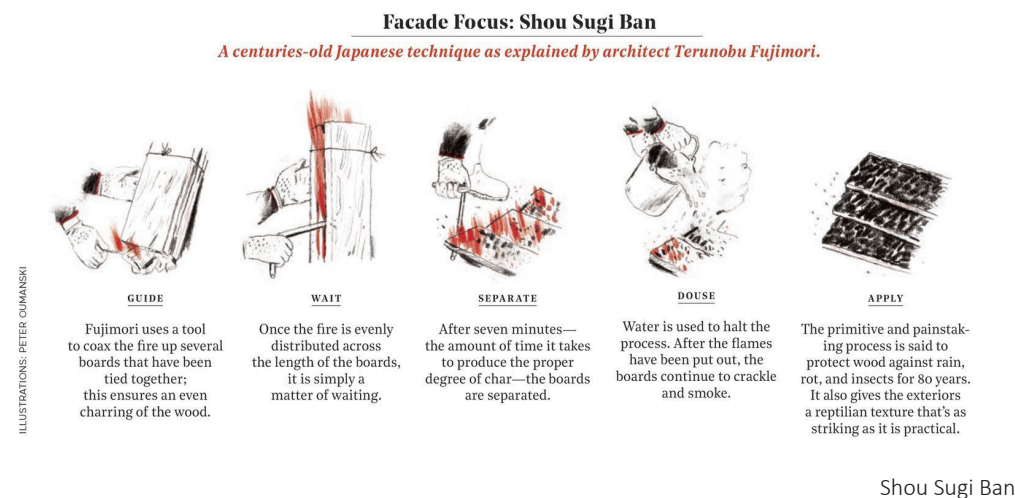 Facade Focus: Shou Sugi Ban
A centuries-old Japanese technique as explained by architect Terunobu Fujimori.
ILLUSTRATIONS: PETER OUMANSKI
GUIDE
Fujimori uses a tool
to coax the fire up several
boards that have been
tied together;
this ensures an even
charring of the wood.
WAIT
Once the fire is evenly
distributed across
the length of the boards,
it is simply a
matter of waiting.
SEPARATE
After seven minutes—
the amount of time it takes
to produce the proper
degree of char—the boards
are separated.
DOUSE
Water is used to halt the
process. After the flames
have been put out, the
boards continue to crackle
and smoke.
APPLY
The primitive and painstak-
ing process is said to
protect wood against rain,
rot, and insects for 80 years.
It also gives the exteriors
a reptilian texture that's as
striking as it is practical.
Shou Sugi Ban